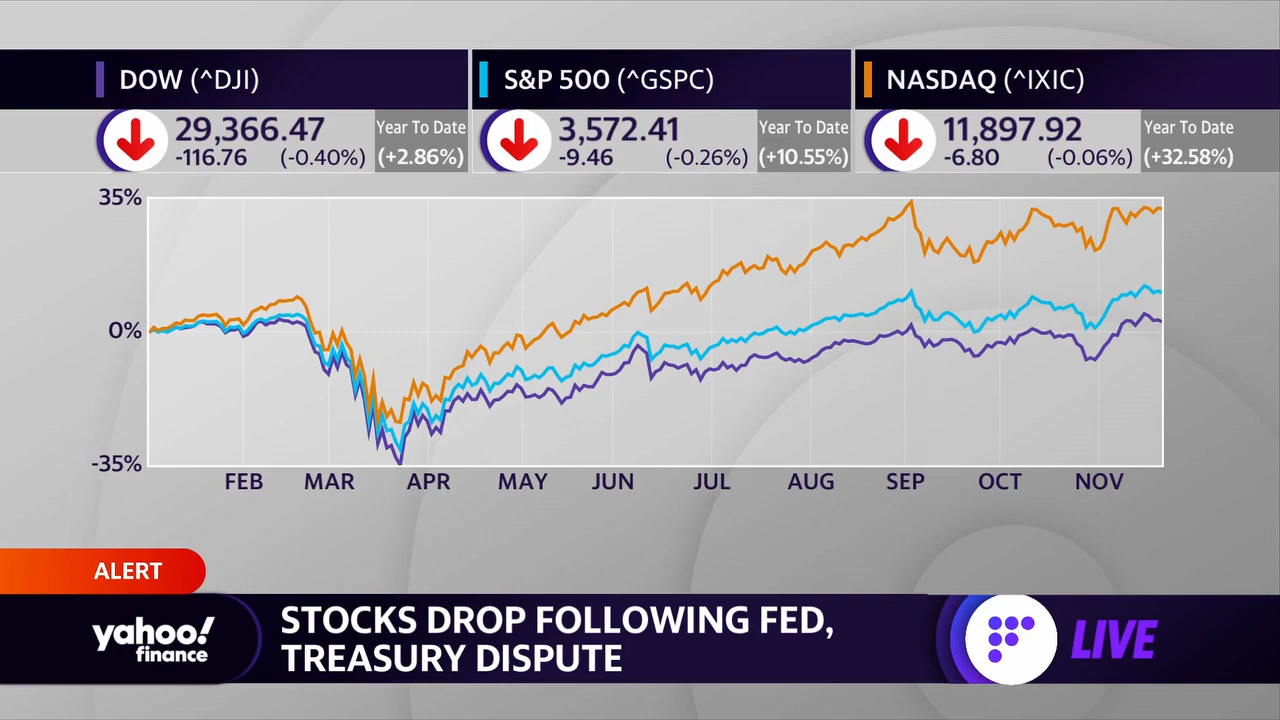 DOW (^DJI)
29,366.47
-116.76 (-0.40%)
Year To Date
(+2.86%)
S&P 500 (^GSPC)
3,572.41
-9.46 (-0.26%)
Year To Date
(+10.55%)
NASDAQ (^IXIC)
11,897.92
-6.80 (-0.06%)
Year To Date
(+32.58%)
35%
0%
-35%
FEB MAR APR MAY JUN JUL AUG SEP OCT NOV
ALERT
yahoo!
finance
STOCKS DROP FOLLOWING FED,
TREASURY DISPUTE
LIVE